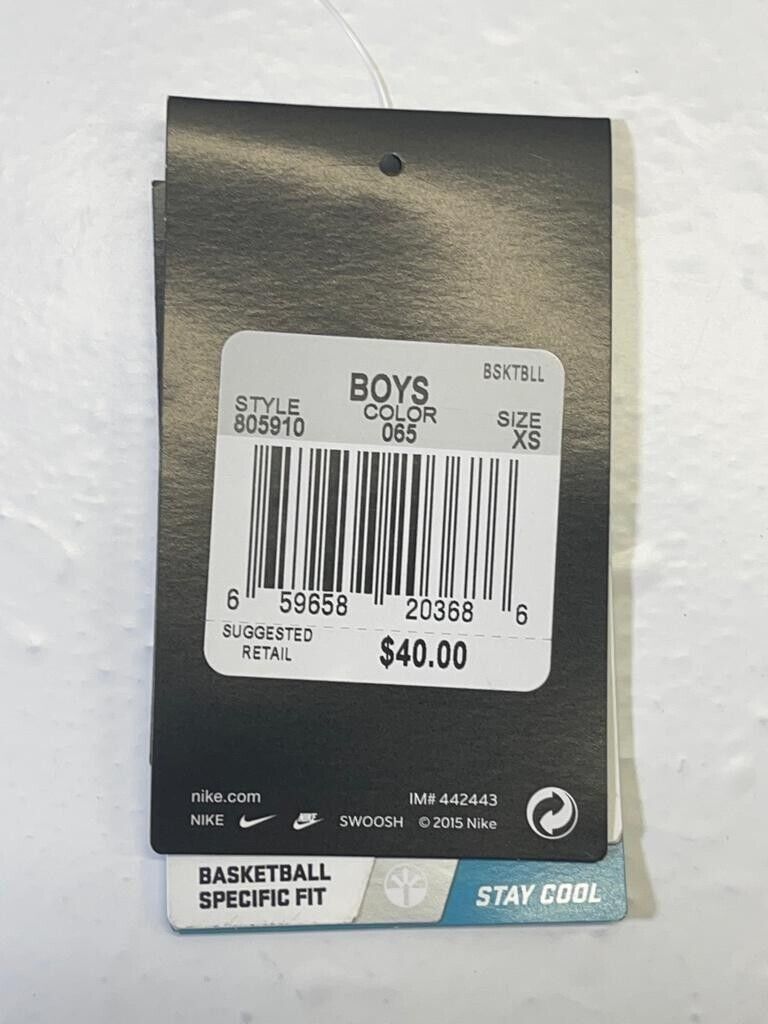 BSKTBLL
BOYS
STYLE COLOR SIZE
805910 065 XS
6 59658 20368 6
SUGGESTED
RETAIL $40.00
nike.com IM# 442443
NIKE NIKE SWOOSH © 2015 Nike
BASKETBALL
SPECIFIC FIT STAY COOL